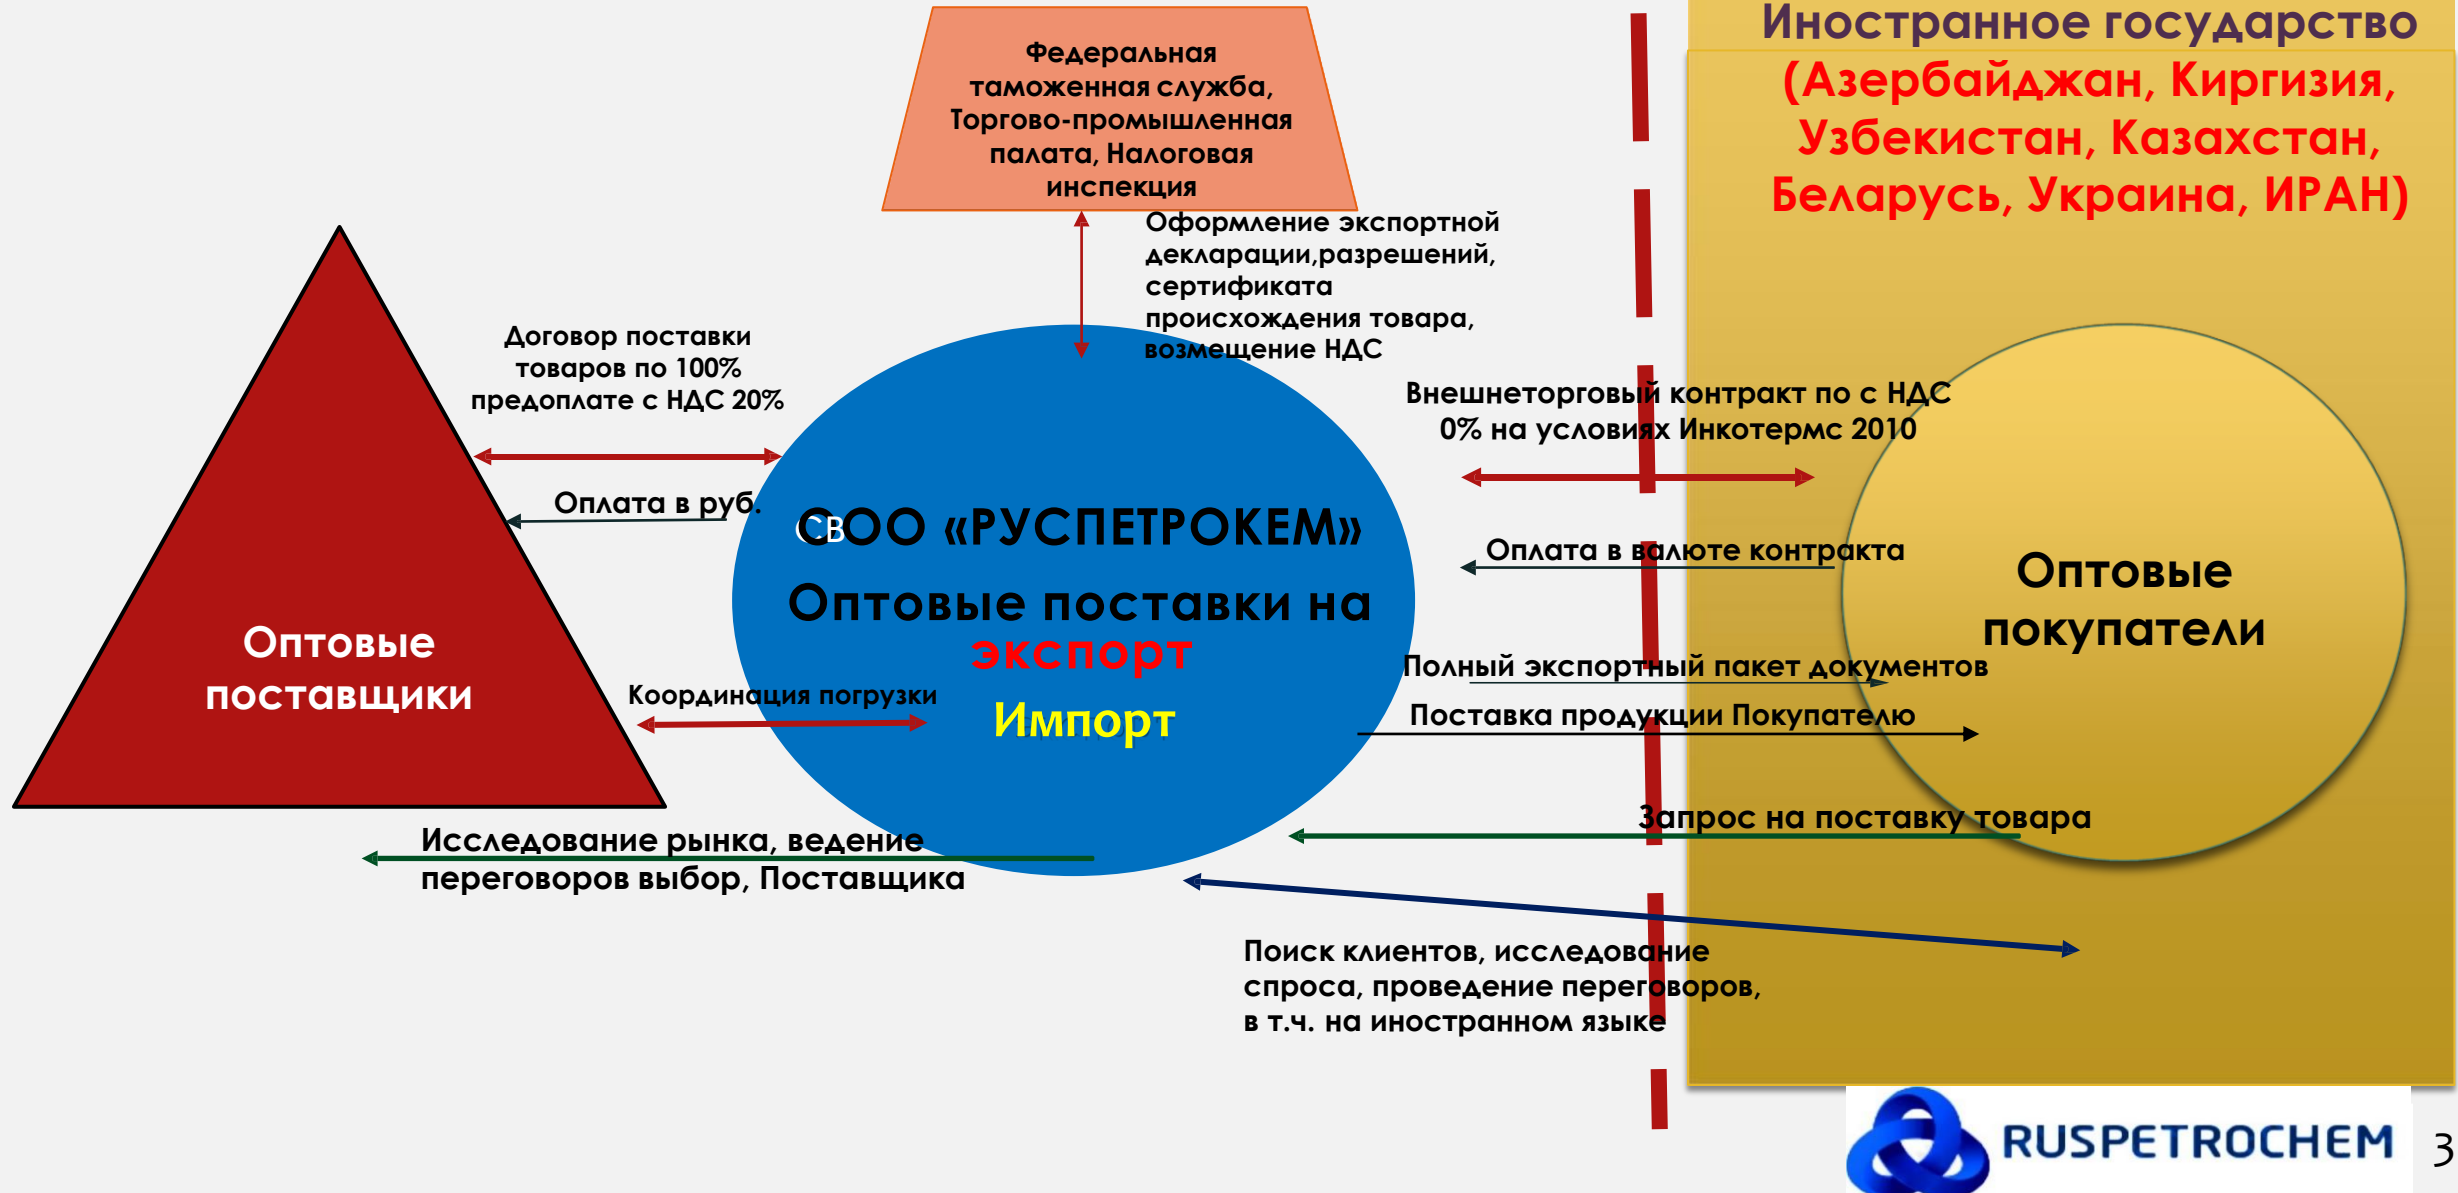 Федеральная
таможенная служба,
Торгово-промышленная
палата, Налоговая
инспекция
Иностранное государство
(Азербайджан, Киргизия,
Узбекистан, Казахстан,
Беларусь, Украина, ИРАН)
Оформление экспортной
декларации,разрешений,
сертификата
происхождения товара,
возмещение НДС
Договор поставки
товаров по 100%
предоплате с НДС 20%
Оплата в руб.
Внешнеторговый контракт по с НДС
0% на условиях Инкотермс 2010
Оплата в валюте контракта
ООО «РУСПЕТРОКЕМ»
Оптовые поставки на
экспорт
Импорт
Оптовые
поставщики
Координация погрузки
Оптовые
покупатели
Полный экспортный пакет документов
Поставка продукции Покупателю
Запрос на поставку товара
Исследование рынка, ведение
переговоров выбор, Поставщика
Поиск клиентов, исследование
спроса, проведение переговоров,
в т.ч. на иностранном языке
RUSPETROCHEM
3